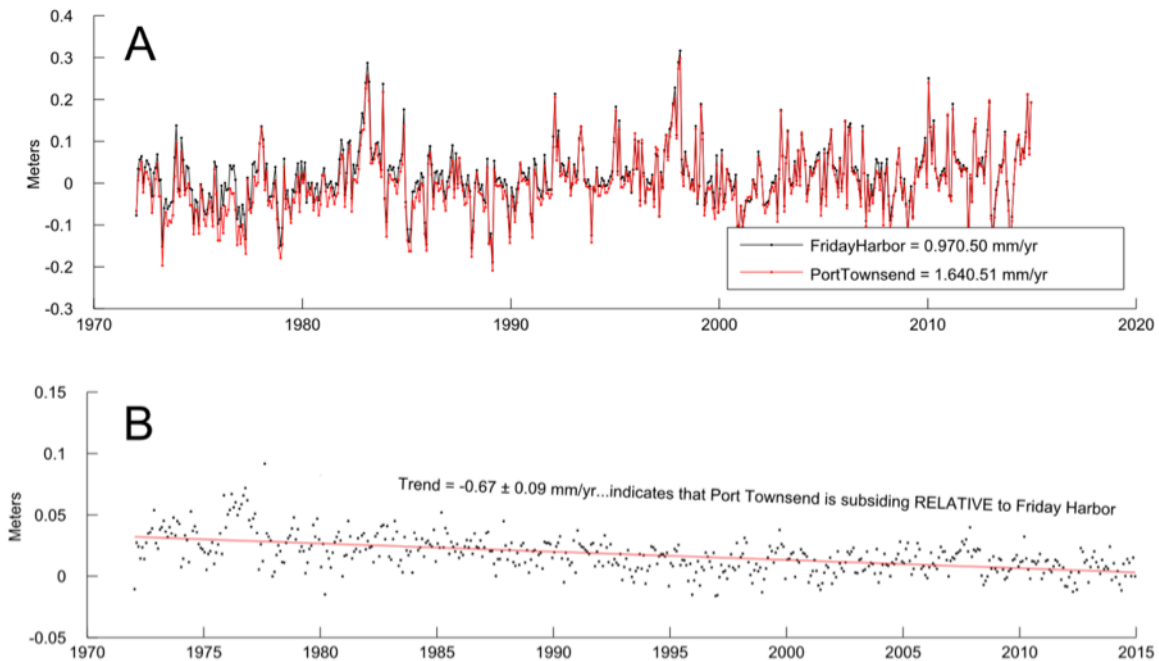 A
0.4
0.3
0.2
0.1
0
-0.1
-0.2
-0.3
Meters
1970 1980 1990 2000 2010 2020
FridayHarbor = 0.970.50 mm/yr
PortTownsend = 1.640.51 mm/yr
B
0.15
0.1
0.05
0
-0.05
Meters
Trend = -0.67 ± 0.09 mm/yr...indicates that Port Townsend is subsiding RELATIVE to Friday Harbor
1970 1975 1980 1985 1990 1995 2000 2005 2010 2015